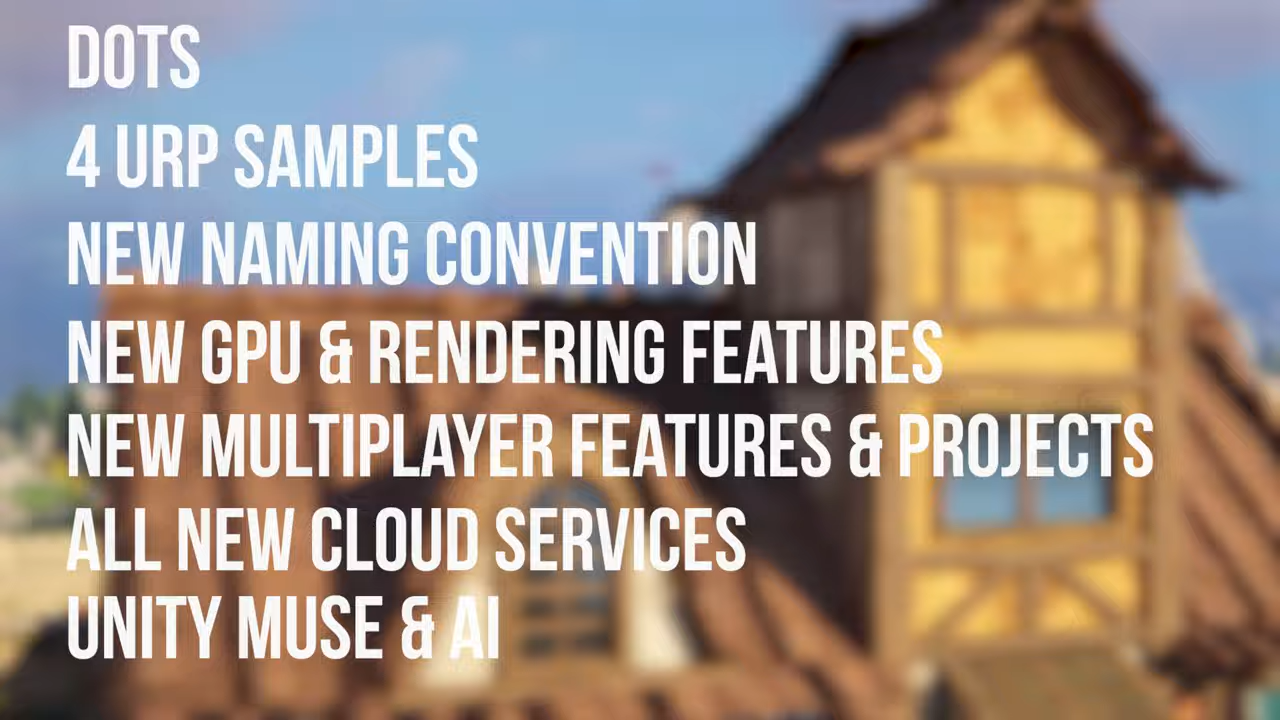 DOTS
4 URP SAMPLES
NEW NAMING CONVENTION
NEW GPU & RENDERING FEATURES
NEW MULTIPLAYER FEATURES & PROJECTS
ALL NEW CLOUD SERVICES
UNITY MUSE & AI